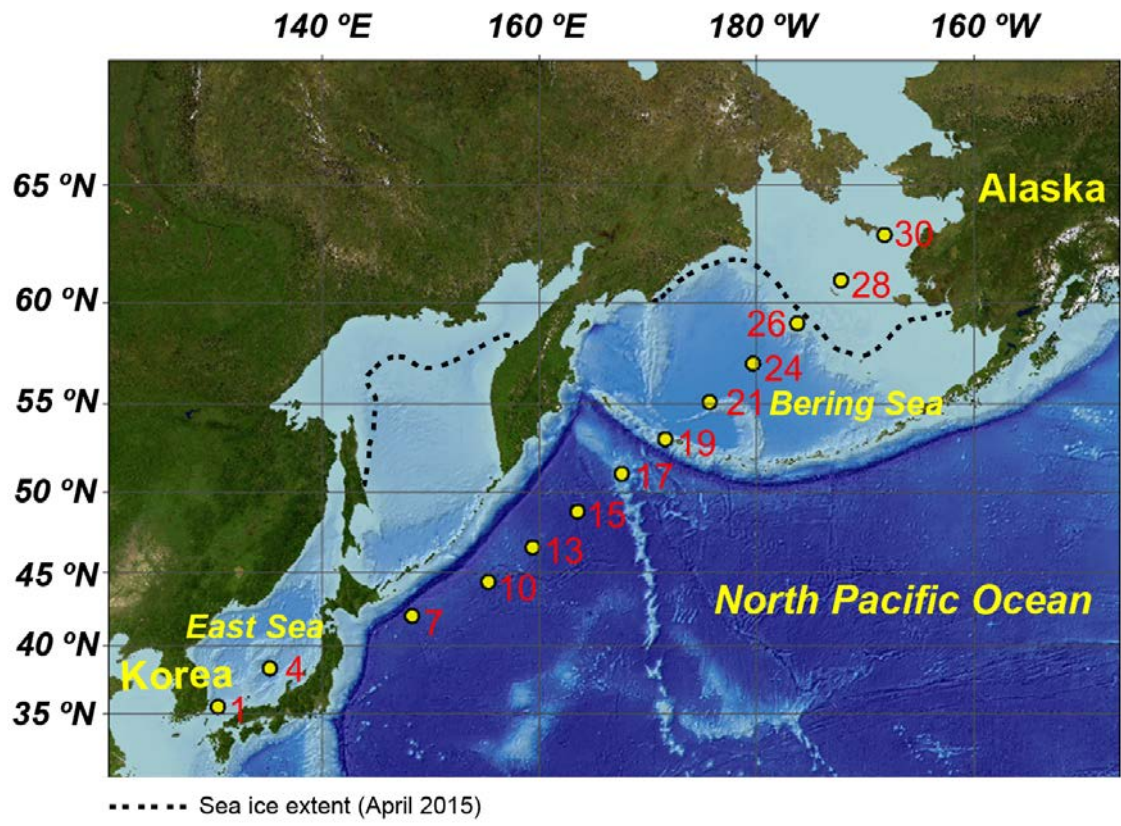 140 ºE 160 ºE 180 ºW 160 ºW
65 ºN
Alaska
30
60 ºN
28
26
24
55 ºN
21
Bering Sea
19
17
50 ºN
15
13
45 ºN
10
North Pacific Ocean
7
East Sea
40 ºN
Korea
4
1
35 ºN
Sea ice extent (April 2015)